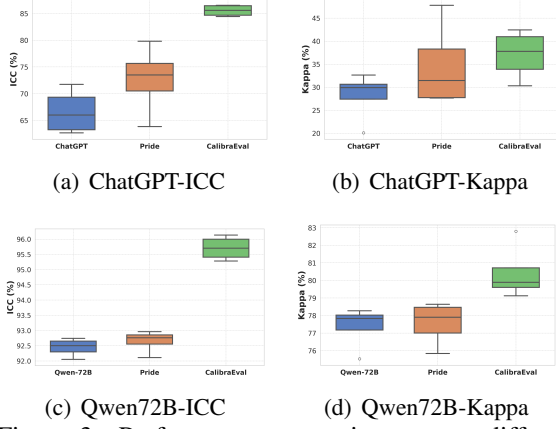 ICC (%)
85
80
75
70
65
ChatGPT
Pride
CalibraEval
(a) ChatGPT-ICC
Kappa (%)
45
40
35
30
25
20
ChatGPT
Pride
CalibraEval
(b) ChatGPT-Kappa
ICC (%)
96.0
95.5
95.0
94.5
94.0
93.5
93.0
92.5
92.0
Qwen-72B
Pride
CalibraEval
(c) Qwen72B-ICC
Kappa (%)
83
82
81
80
79
78
77
76
Qwen-72B
Pride
CalibraEval
(d) Qwen72B-Kappa